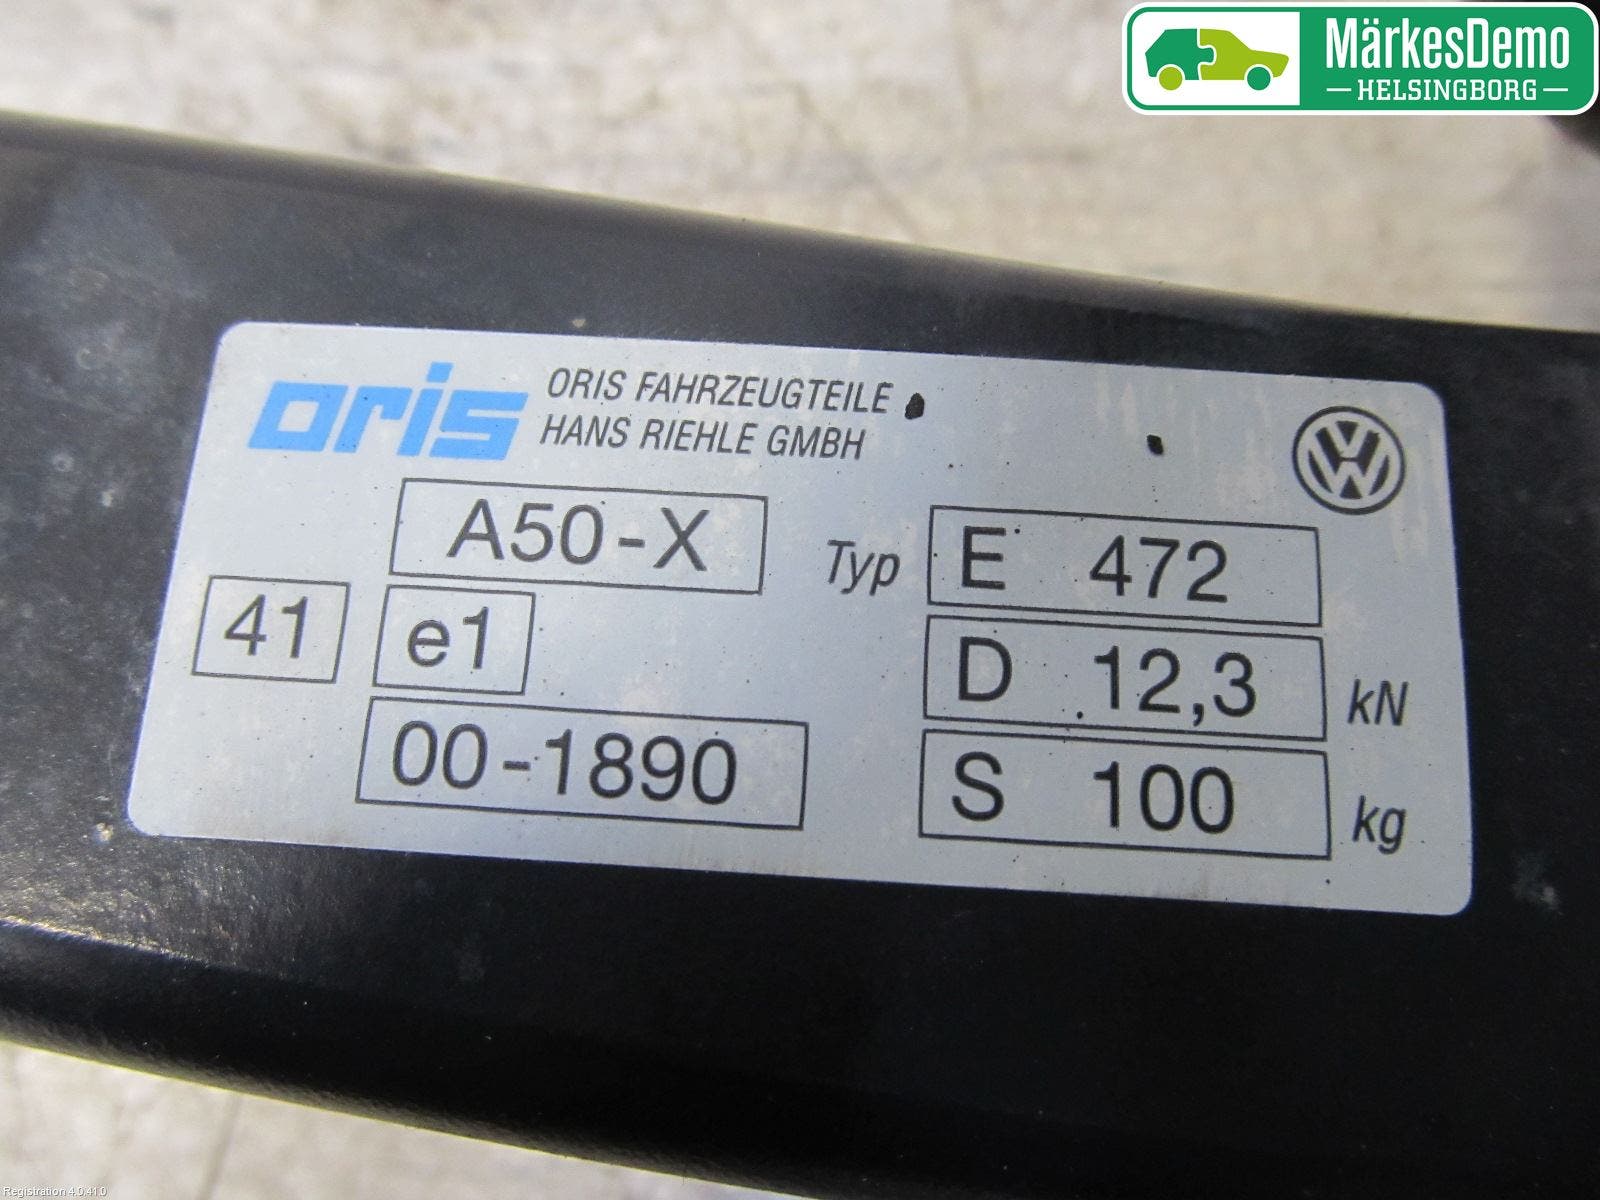 MärkesDemo
HELSINGBORG
oris
ORIS FAHRZEUGTEILE
HANS RIEHLE GMBH
A50-X
Typ E 472
41 e1
D 12,3 kN
00-1890
S 100 kg
Registration 4.0.41.0